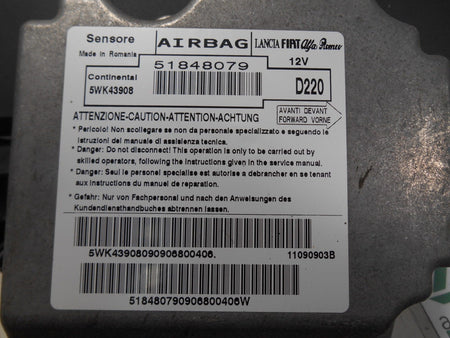 Sensore AIRBAG LANCIA FIAT Alfa Romeo
Made in Romania 51848079 12V
Continental
5WK43908 D220
ATTENZIONE-CAUTION-ATTENTION-ACHTUNG
AVANTI DEVANT
FORWARD VORNE
* Pericolo! Non scollegare se non da personale specializzato e seguendo le
istruzioni del manuale di assistenza tecnica.
* Danger: Do not disconnect! This operation is only to be carried out by
skilled operators, following the instructions given in the service manual.
* Danger: Seul le personel specialise est autorise a debrancher en se tenant
aux instructions du manuel de reparation.
* Gefahr: Nur von Fachpersonal und nach den Anweisungen des
Kundendiensthandbuches abtrennen lassen.
5WK43908090906800406. 11090903B
518480790906800406W